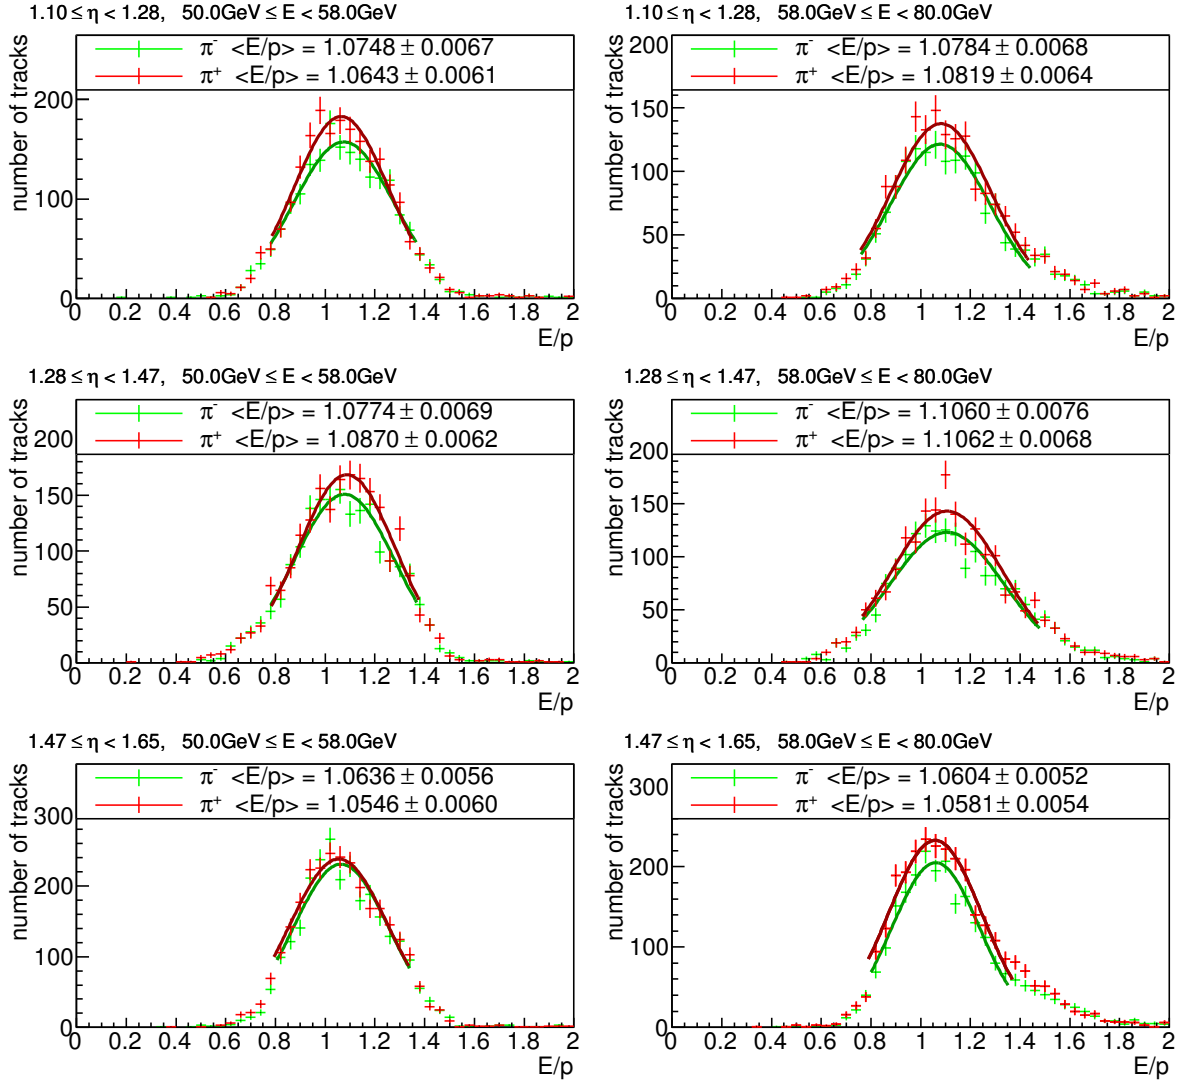 1.10 ≤ η < 1.28, 50.0GeV ≤ E < 58.0GeV
number of tracks
π⁻ <E/p> = 1.0748 ± 0.0067
π⁺ <E/p> = 1.0643 ± 0.0061
200
100
0
0 0.2 0.4 0.6 0.8 1 1.2 1.4 1.6 1.8 2
E/p
1.10 ≤ η < 1.28, 58.0GeV ≤ E < 80.0GeV
number of tracks
π⁻ <E/p> = 1.0784 ± 0.0068
π⁺ <E/p> = 1.0819 ± 0.0064
200
150
100
50
0
0 0.2 0.4 0.6 0.8 1 1.2 1.4 1.6 1.8 2
E/p
1.28 ≤ η < 1.47, 50.0GeV ≤ E < 58.0GeV
number of tracks
π⁻ <E/p> = 1.0774 ± 0.0069
π⁺ <E/p> = 1.0870 ± 0.0062
200
150
100
50
0
0 0.2 0.4 0.6 0.8 1 1.2 1.4 1.6 1.8 2
E/p
1.28 ≤ η < 1.47, 58.0GeV ≤ E < 80.0GeV
number of tracks
π⁻ <E/p> = 1.1060 ± 0.0076
π⁺ <E/p> = 1.1062 ± 0.0068
200
150
100
50
0
0 0.2 0.4 0.6 0.8 1 1.2 1.4 1.6 1.8 2
E/p
1.47 ≤ η < 1.65, 50.0GeV ≤ E < 58.0GeV
number of tracks
π⁻ <E/p> = 1.0636 ± 0.0056
π⁺ <E/p> = 1.0546 ± 0.0060
300
200
100
0
0 0.2 0.4 0.6 0.8 1 1.2 1.4 1.6 1.8 2
E/p
1.47 ≤ η < 1.65, 58.0GeV ≤ E < 80.0GeV
number of tracks
π⁻ <E/p> = 1.0604 ± 0.0052
π⁺ <E/p> = 1.0581 ± 0.0054
300
200
100
0
0 0.2 0.4 0.6 0.8 1 1.2 1.4 1.6 1.8 2
E/p